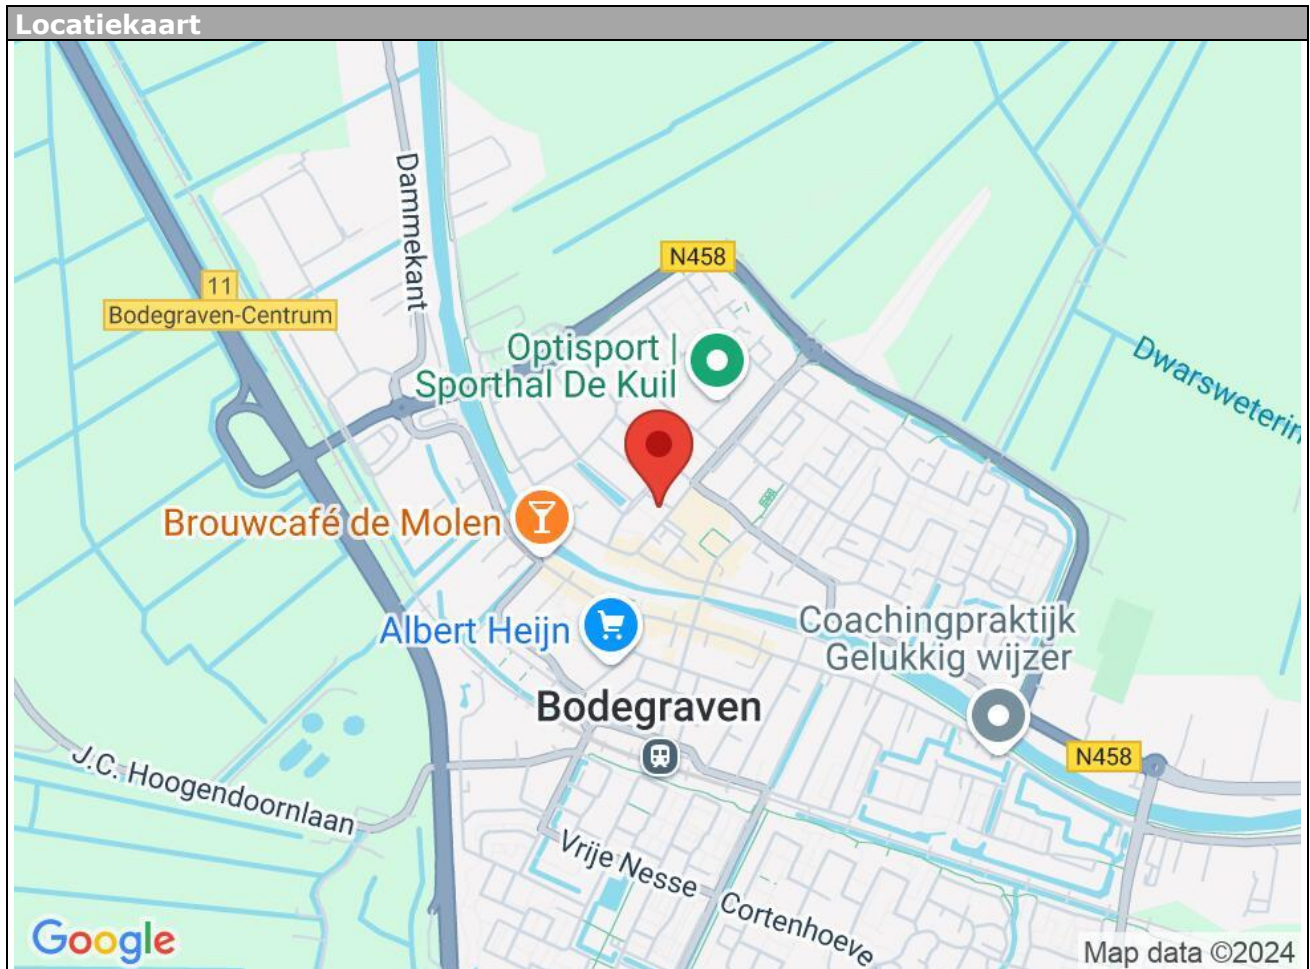 Locatiekaart
Dammekant
N458
11
Bodegraven-Centrum
Optisport |
Sporthal De Kuil
Dwarsweterin
Brouwcafé de Molen
Albert Heijn
Coachingpraktijk
Gelukkig wijzer
Bodegraven
N458
J.C. Hoogendoornlaan
Vrije Nesse
Cortenhoeve
Google
Map data ©2024